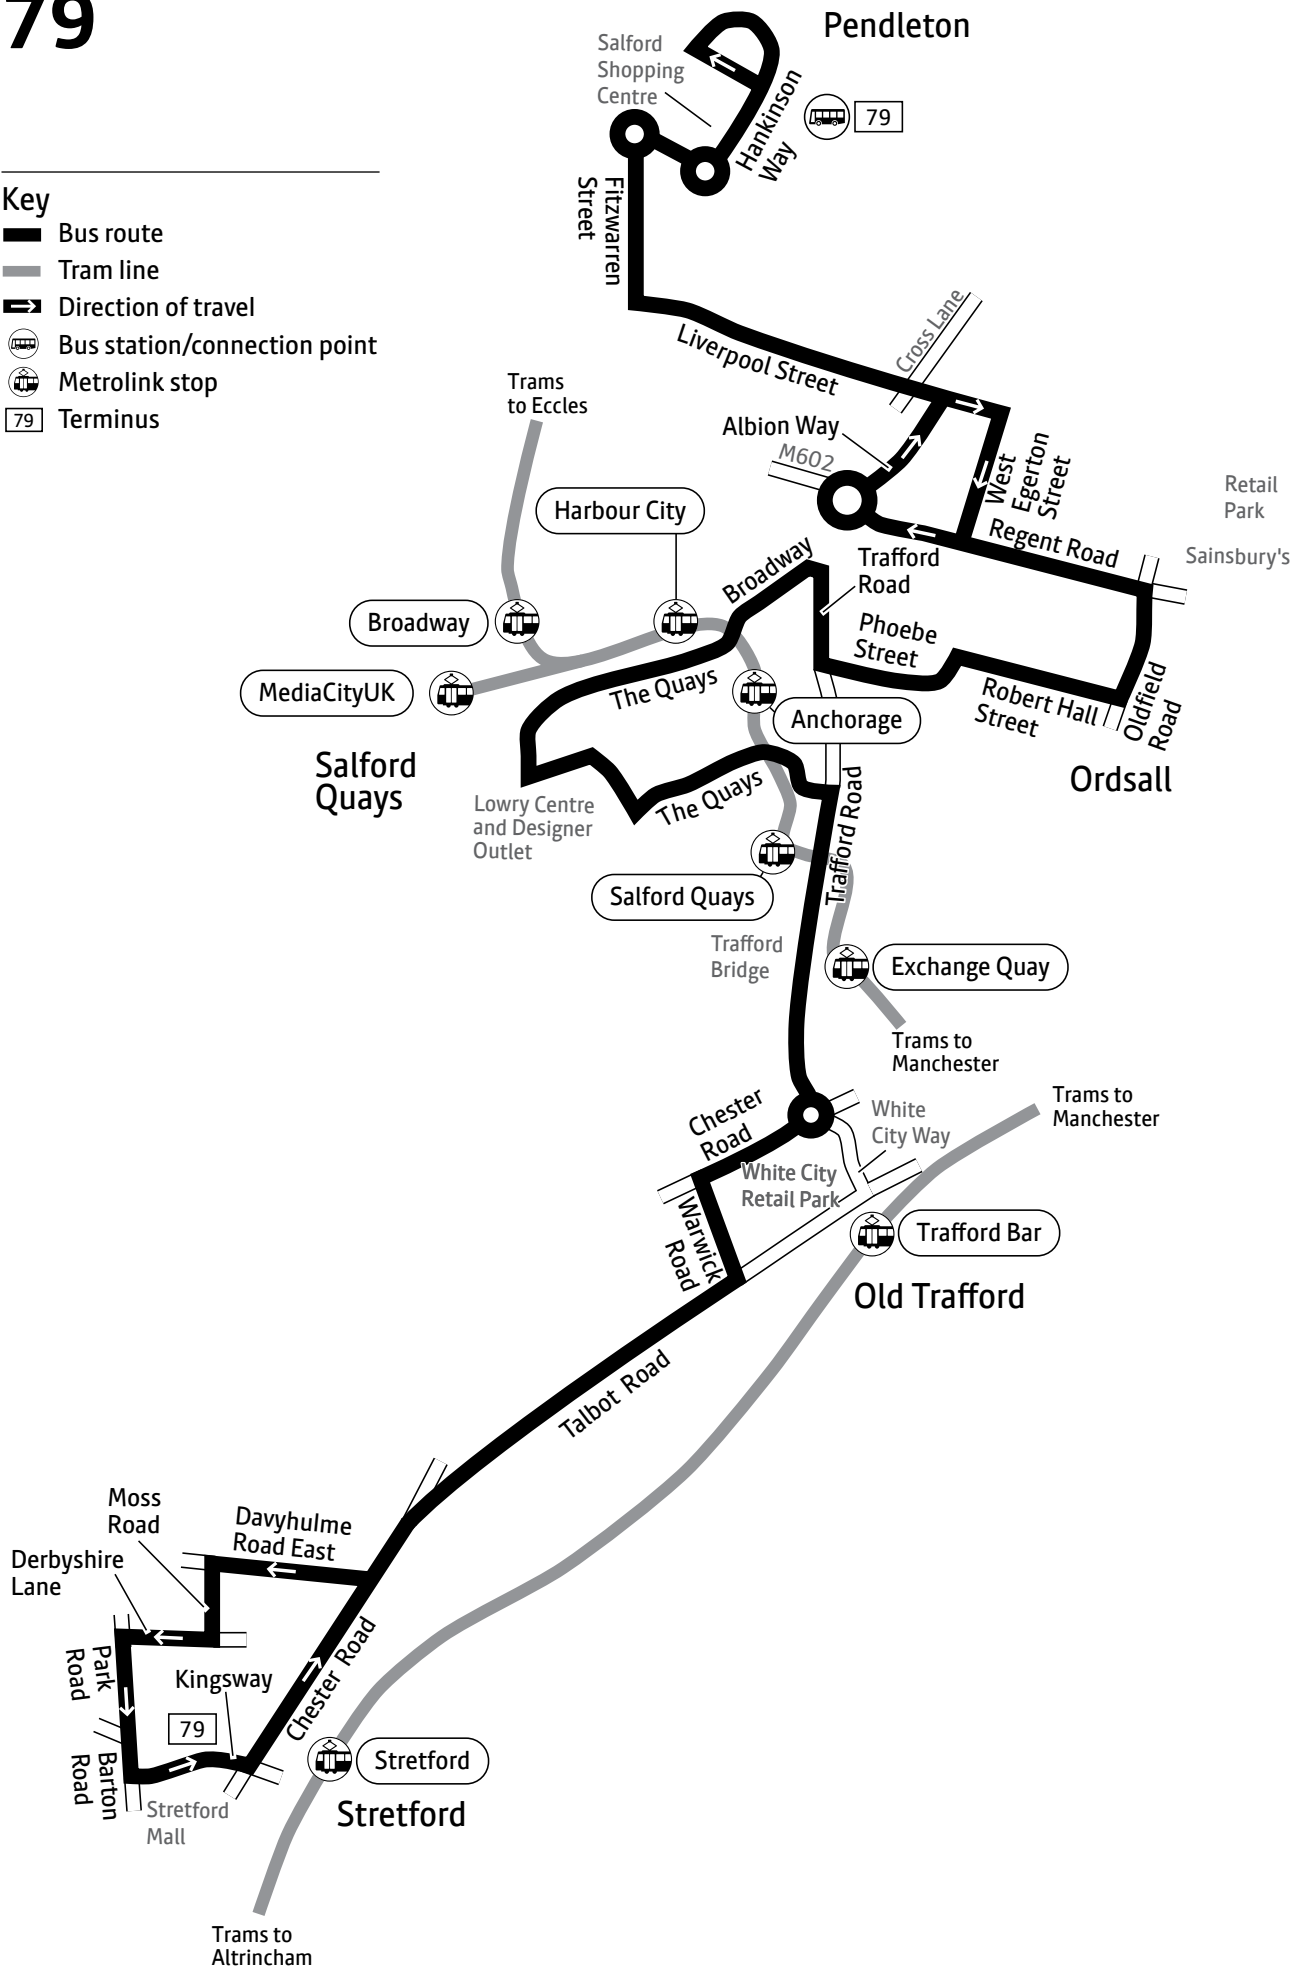 79
Key
Bus route
Tram line
Direction of travel
Bus station/connection point
Metrolink stop
79 Terminus
Pendleton
Salford
Shopping
Centre
Hankinson
Way
79
Fitzwarren
Street
Liverpool Street
Cross Lane
Trams
to Eccles
Albion Way
M602
West
Egerton
Street
Retail
Park
Sainsbury's
Regent Road
Harbour City
Broadway
Trafford
Road
Broadway
Phoebe
Street
MediaCityUK
The Quays
Anchorage
Robert Hall
Street
Oldfield
Road
Ordsall
Salford
Quays
Lowry Centre
and Designer
Outlet
The Quays
Trafford Road
Salford Quays
Trafford
Bridge
Exchange Quay
Trams to
Manchester
Trams to
Manchester
Chester
Road
White
City Way
White City
Retail Park
Warwick
Road
Trafford Bar
Old Trafford
Talbot Road
Moss
Road
Davyhulme
Road East
Derbyshire
Lane
Park
Road
Kingsway
Chester Road
79
Barton
Road
Stretford
Mall
Stretford
Stretford
Trams to
Altrincham